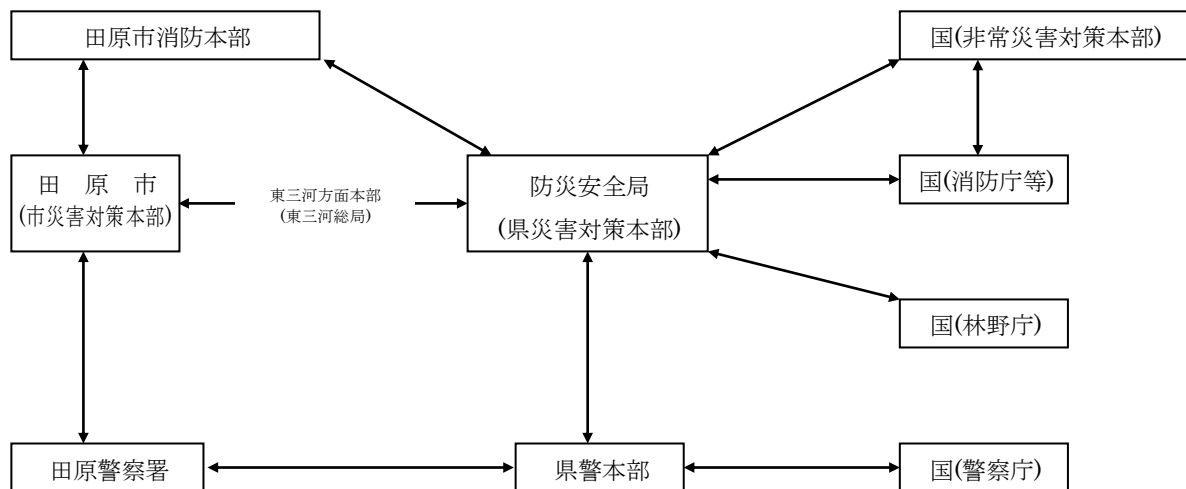 田原市消防本部
国(非常災害対策本部)
田　原　市
(市災害対策本部)
東三河方面本部
(東三河総局)
防災安全局
(県災害対策本部)
国(消防庁等)
国(林野庁)
田原警察署
県警本部
国(警察庁)